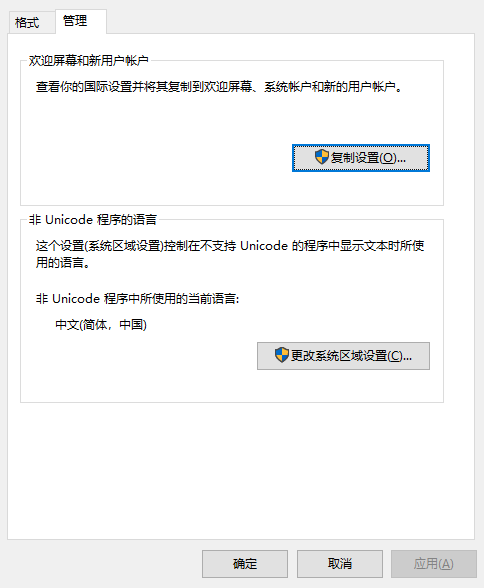 格式
管理
欢迎屏幕和新用户帐户
查看你的国际设置并将其复制到欢迎屏幕、系统帐户和新的用户帐户。
复制设置(O)...
非 Unicode 程序的语言
这个设置(系统区域设置)控制在不支持 Unicode 的程序中显示文本时所使
用的语言。
非 Unicode 程序中所使用的当前语言:
中文(简体，中国)
更改系统区域设置(C)...
确定
取消
应用(A)